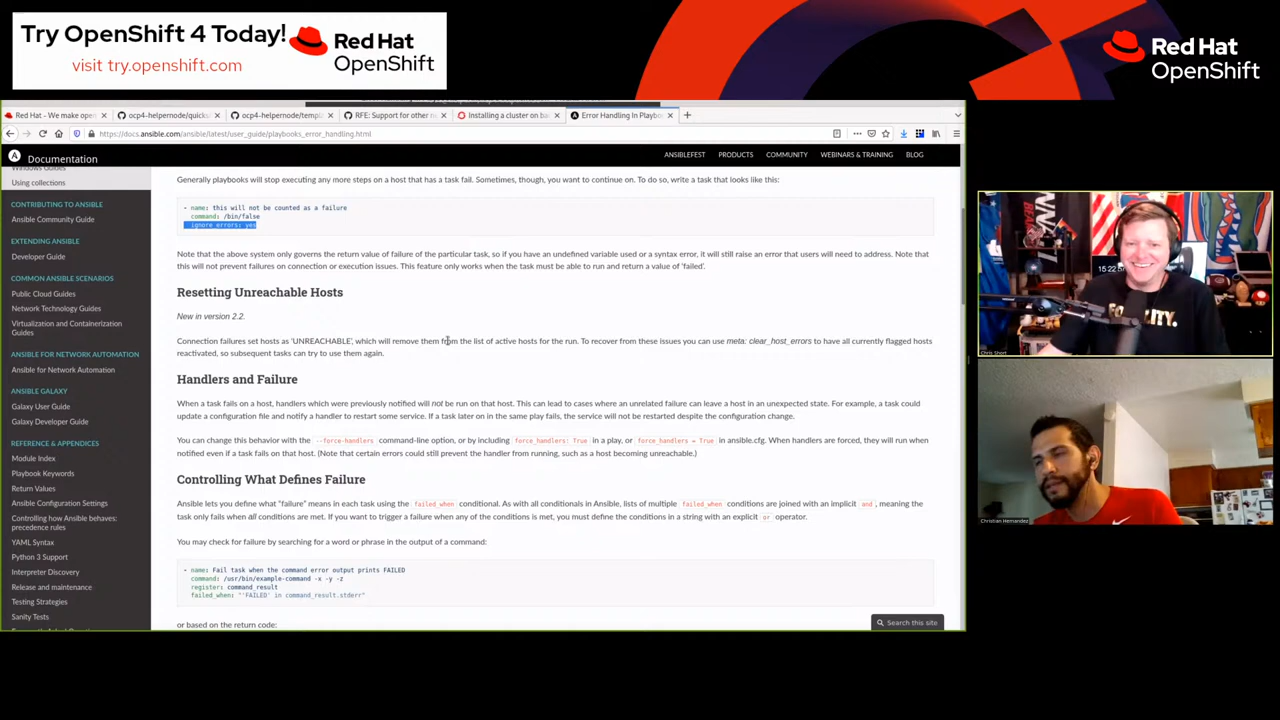 Try OpenShift 4 Today!
visit try.openshift.com
Red Hat
OpenShift
Red Hat
OpenShift
Red Hat - We make open
ocp4-helpernode/quick
ocp4-helpernode/templ
RFE: Support for other n
Installing a cluster on ba
Error Handling In Playbo
https://docs.ansible.com/ansible/latest/user_guide/playbooks_error_handling.html
Documentation
ANSIBLEFEST
PRODUCTS
COMMUNITY
WEBINARS & TRAINING
BLOG
Windows Guides
Using collections
CONTRIBUTING TO ANSIBLE
Ansible Community Guide
EXTENDING ANSIBLE
Developer Guide
COMMON ANSIBLE SCENARIOS
Public Cloud Guides
Network Technology Guides
Virtualization and Containerization
Guides
ANSIBLE FOR NETWORK AUTOMATION
Ansible for Network Automation
ANSIBLE GALAXY
Galaxy User Guide
Galaxy Developer Guide
REFERENCE & APPENDICES
Module Index
Playbook Keywords
Return Values
Ansible Configuration Settings
Controlling how Ansible behaves:
precedence rules
YAML Syntax
Python 3 Support
Interpreter Discovery
Release and maintenance
Testing Strategies
Sanity Tests
Generally playbooks will stop executing any more steps on a host that has a task fail. Sometimes, though, you want to continue on. To do so, write a task that looks like this:
- name: this will not be counted as a failure
command: /bin/false
ignore_errors: yes
Note that the above system only governs the return value of failure of the particular task, so if you have an undefined variable used or a syntax error, it will still raise an error that users will need to address. Note that
this will not prevent failures on connection or execution issues. This feature only works when the task must be able to run and return a value of 'failed'.
Resetting Unreachable Hosts
New in version 2.2.
Connection failures set hosts as 'UNREACHABLE', which will remove them from the list of active hosts for the run. To recover from these issues you can use meta: clear_host_errors to have all currently flagged hosts
reactivated, so subsequent tasks can try to use them again.
Handlers and Failure
When a task fails on a host, handlers which were previously notified will not be run on that host. This can lead to cases where an unrelated failure can leave a host in an unexpected state. For example, a task could
update a configuration file and notify a handler to restart some service. If a task later on in the same play fails, the service will not be restarted despite the configuration change.
You can change this behavior with the --force-handlers command-line option, or by including force_handlers: True in a play, or force_handlers = True in ansible.cfg. When handlers are forced, they will run when
notified even if a task fails on that host. (Note that certain errors could still prevent the handler from running, such as a host becoming unreachable.)
Controlling What Defines Failure
Ansible lets you define what "failure" means in each task using the failed_when conditional. As with all conditionals in Ansible, lists of multiple failed_when conditions are joined with an implicit and, meaning
the task only fails when all conditions are met. If you want to trigger a failure when any of the conditions is met, you must define the conditions in a string with an explicit or operator.
You may check for failure by searching for a word or phrase in the output of a command:
- name: Fail task when the command error output prints FAILED
command: /usr/bin/example-command -x -y -z
register: command_result
failed_when: "'FAILED' in command_result.stderr"
or based on the return code:
Search this site
15 22
Chris Short
Christian Hernandez